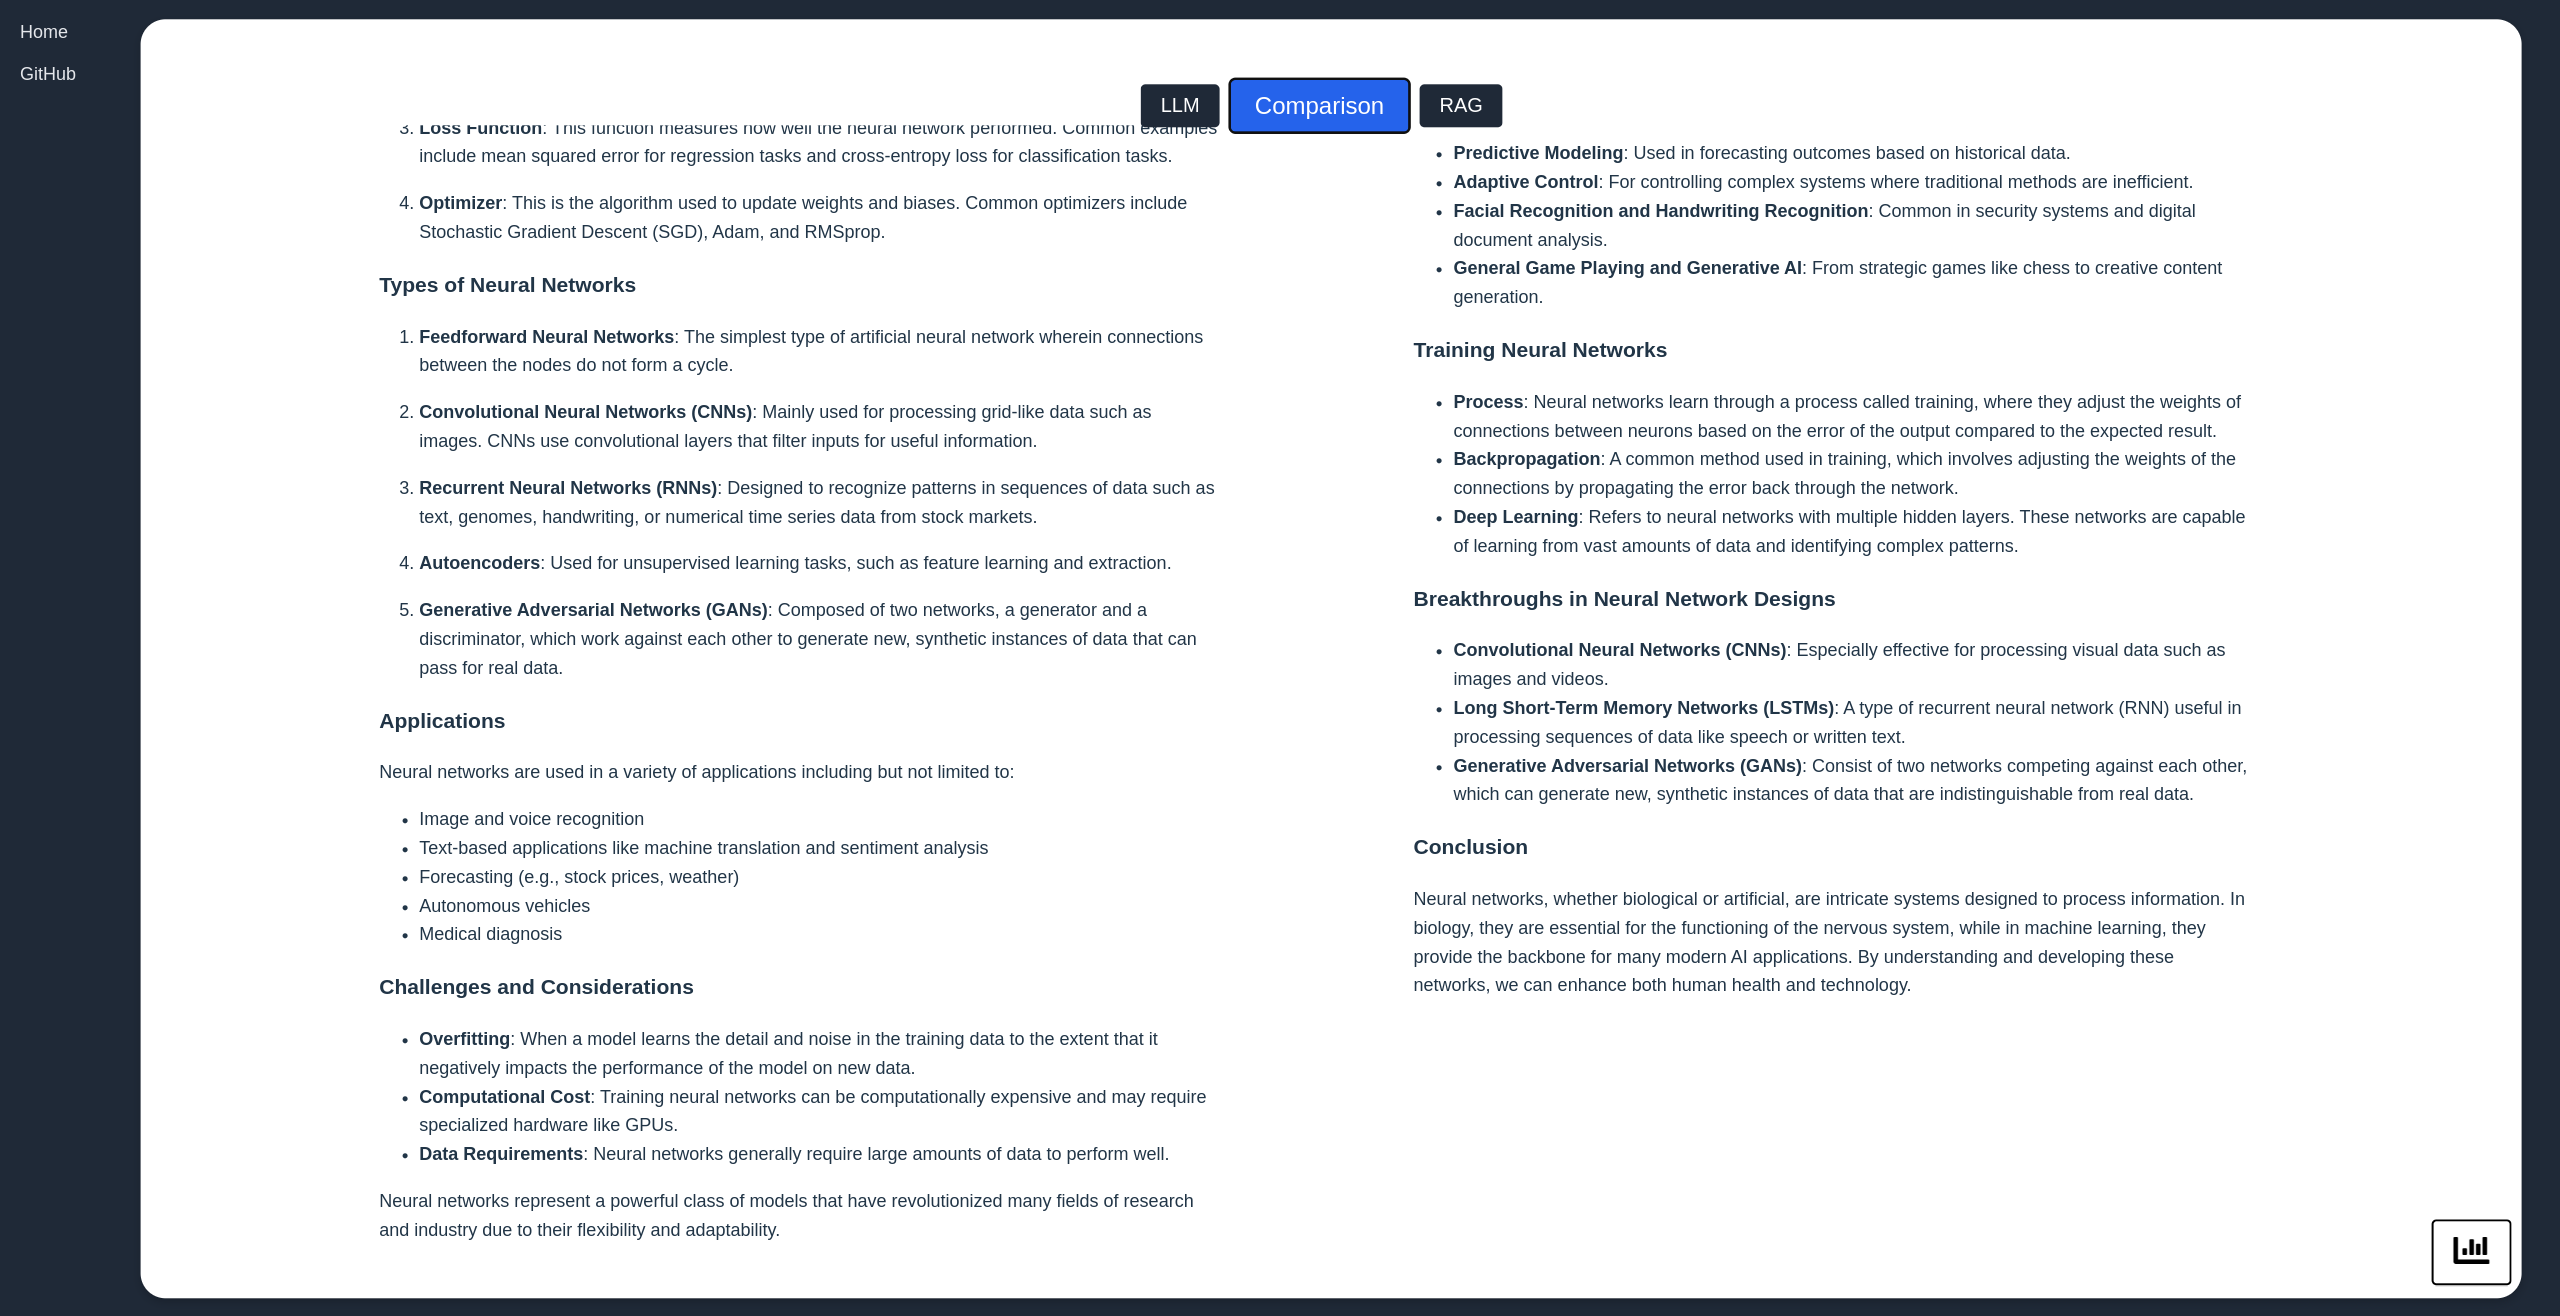 Home
GitHub
LLM
Comparison
RAG
3. Loss Function: This function measures how well the neural network performed. Common examples
include mean squared error for regression tasks and cross-entropy loss for classification tasks.
4. Optimizer: This is the algorithm used to update weights and biases. Common optimizers include
Stochastic Gradient Descent (SGD), Adam, and RMSprop.
Types of Neural Networks
1. Feedforward Neural Networks: The simplest type of artificial neural network wherein connections
between the nodes do not form a cycle.
2. Convolutional Neural Networks (CNNs): Mainly used for processing grid-like data such as
images. CNNs use convolutional layers that filter inputs for useful information.
3. Recurrent Neural Networks (RNNs): Designed to recognize patterns in sequences of data such as
text, genomes, handwriting, or numerical time series data from stock markets.
4. Autoencoders: Used for unsupervised learning tasks, such as feature learning and extraction.
5. Generative Adversarial Networks (GANs): Composed of two networks, a generator and a
discriminator, which work against each other to generate new, synthetic instances of data that can
pass for real data.
Applications
Neural networks are used in a variety of applications including but not limited to:
• Image and voice recognition
• Text-based applications like machine translation and sentiment analysis
• Forecasting (e.g., stock prices, weather)
• Autonomous vehicles
• Medical diagnosis
Challenges and Considerations
• Overfitting: When a model learns the detail and noise in the training data to the extent that it
negatively impacts the performance of the model on new data.
• Computational Cost: Training neural networks can be computationally expensive and may require
specialized hardware like GPUs.
• Data Requirements: Neural networks generally require large amounts of data to perform well.
Neural networks represent a powerful class of models that have revolutionized many fields of research
and industry due to their flexibility and adaptability.
• Predictive Modeling: Used in forecasting outcomes based on historical data.
• Adaptive Control: For controlling complex systems where traditional methods are inefficient.
• Facial Recognition and Handwriting Recognition: Common in security systems and digital
document analysis.
• General Game Playing and Generative AI: From strategic games like chess to creative content
generation.
Training Neural Networks
• Process: Neural networks learn through a process called training, where they adjust the weights of
connections between neurons based on the error of the output compared to the expected result.
• Backpropagation: A common method used in training, which involves adjusting the weights of the
connections by propagating the error back through the network.
• Deep Learning: Refers to neural networks with multiple hidden layers. These networks are capable
of learning from vast amounts of data and identifying complex patterns.
Breakthroughs in Neural Network Designs
• Convolutional Neural Networks (CNNs): Especially effective for processing visual data such as
images and videos.
• Long Short-Term Memory Networks (LSTMs): A type of recurrent neural network (RNN) useful in
processing sequences of data like speech or written text.
• Generative Adversarial Networks (GANs): Consist of two networks competing against each other,
which can generate new, synthetic instances of data that are indistinguishable from real data.
Conclusion
Neural networks, whether biological or artificial, are intricate systems designed to process information. In
biology, they are essential for the functioning of the nervous system, while in machine learning, they
provide the backbone for many modern AI applications. By understanding and developing these
networks, we can enhance both human health and technology.